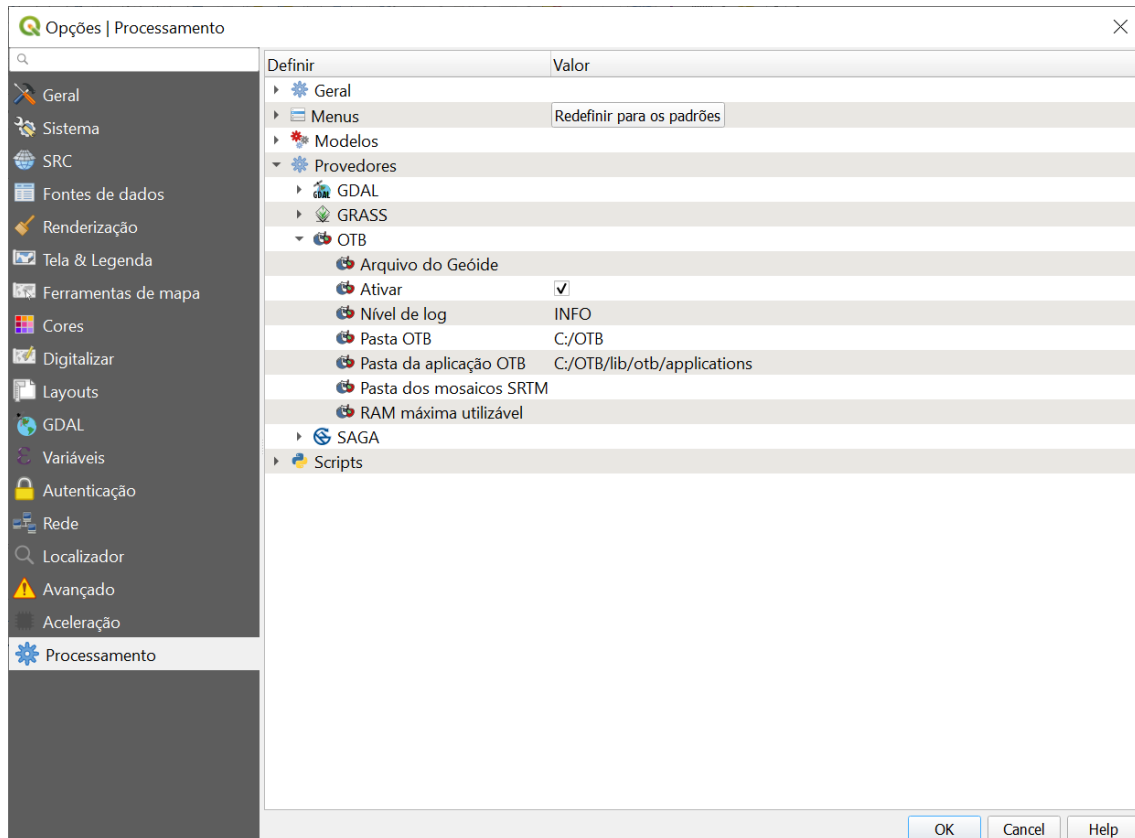 Opções | Processamento
Definir
Valor
Geral
Sistema
SRC
Fontes de dados
Renderização
Tela & Legenda
Ferramentas de mapa
Cores
Digitalizar
Layouts
GDAL
Variáveis
Autenticação
Rede
Localizador
Avançado
Aceleração
Processamento
Geral
Menus
Redefinir para os padrões
Modelos
Provedores
GDAL
GRASS
OTB
Arquivo do Geóide
Ativar
Nível de log INFO
Pasta OTB C:/OTB
Pasta da aplicação OTB C:/OTB/lib/otb/applications
Pasta dos mosaicos SRTM
RAM máxima utilizável
SAGA
Scripts
OK
Cancel
Help